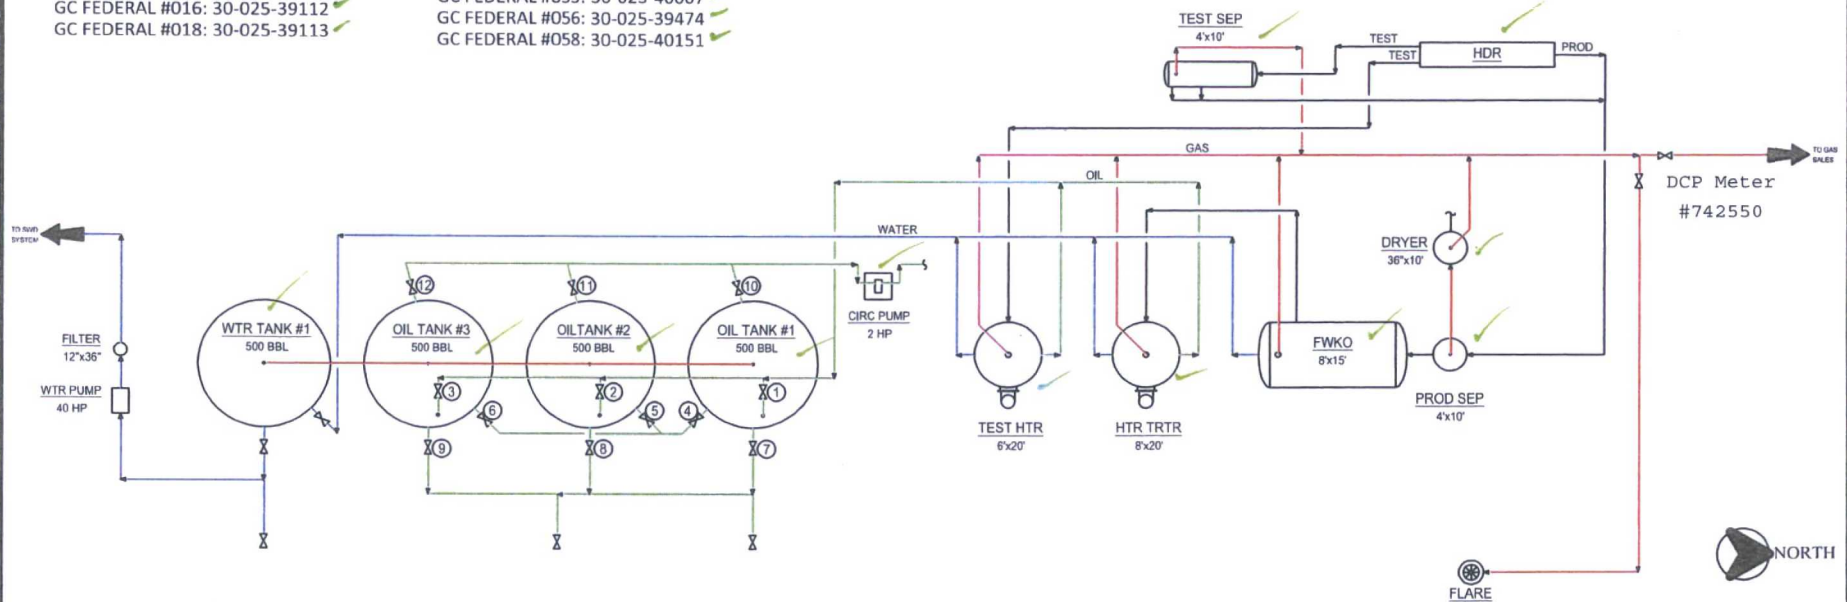 GC FEDERAL #016: 30-025-39112
GC FEDERAL #018: 30-025-39113
GC FEDERAL #056: 30-025-39474
GC FEDERAL #058: 30-025-40151
TEST SEP
4'x10'
TEST
TEST
HDR
PROD
GAS
TO GAS
SALES
DCP Meter
#742550
OIL
WATER
TO SWD
SYSTEM
DRYER
36"x10'
12
11
10
CIRC PUMP
2 HP
WTR TANK #1
500 BBL
OIL TANK #3
500 BBL
OILTANK #2
500 BBL
OIL TANK #1
500 BBL
FILTER
12"x36"
WTR PUMP
40 HP
FWKO
8'x15'
PROD SEP
4'x10'
3
2
1
6
5
4
9
8
7
TEST HTR
6'x20'
HTR TRTR
8'x20'
NORTH
FLARE